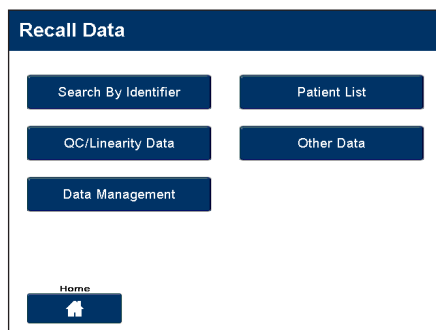 Recall Data
Search By Identifier
Patient List
QC/Linearity Data
Other Data
Data Management
Home